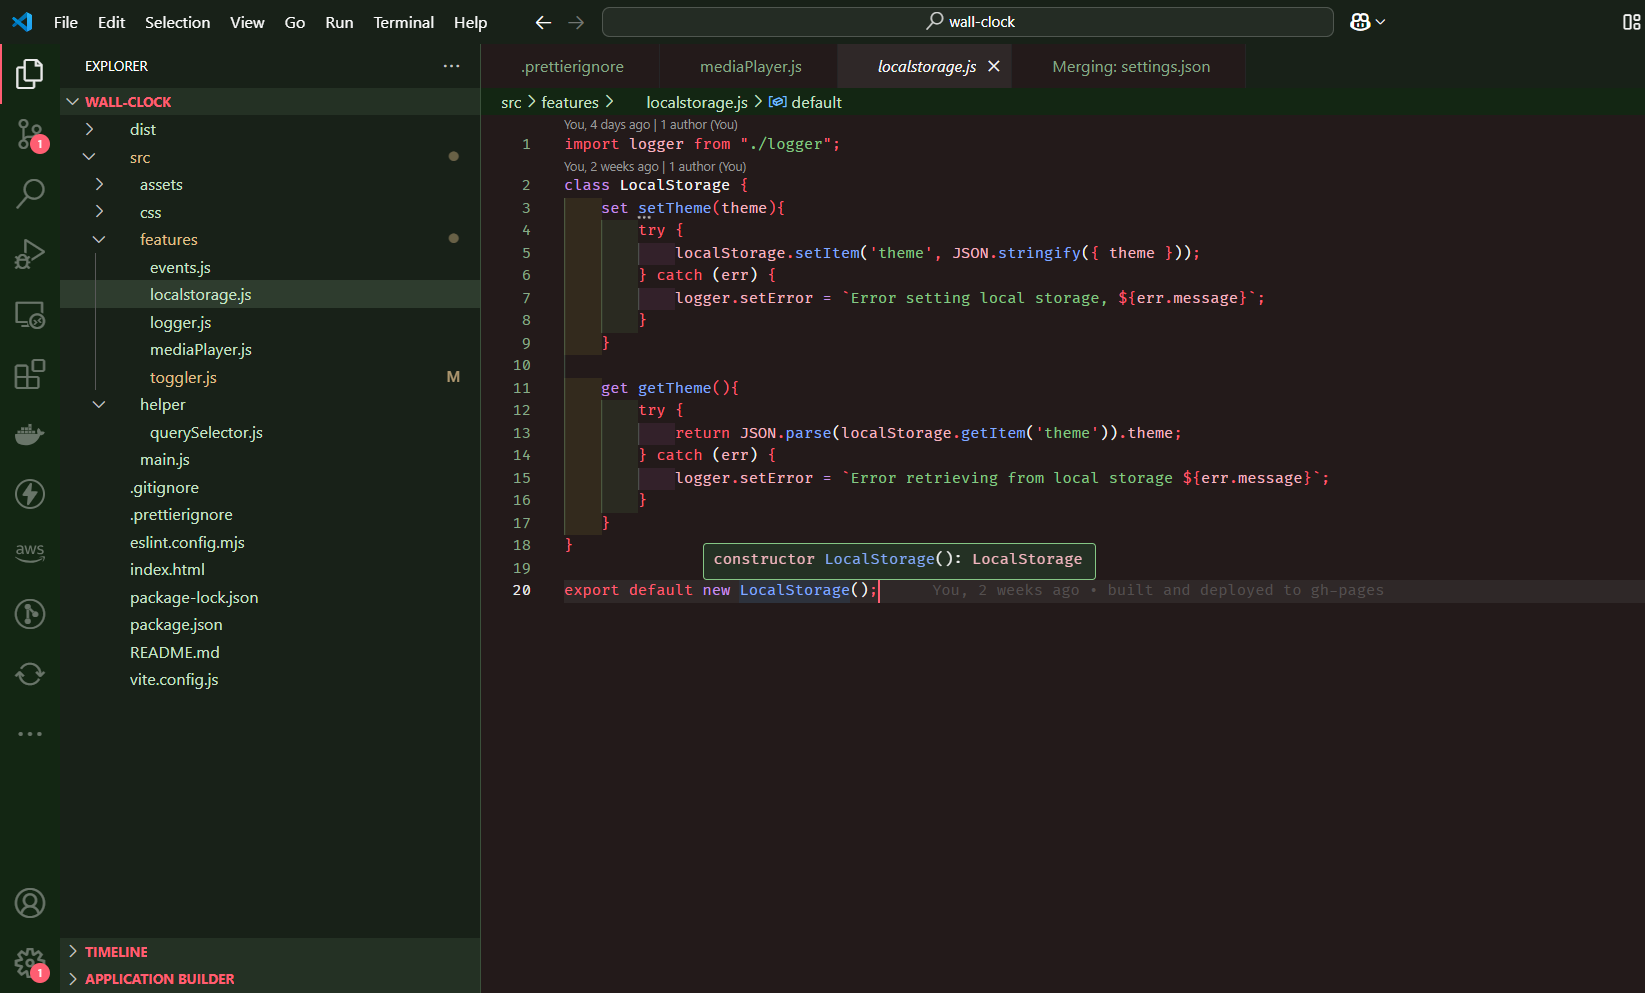 File Edit Selection View Go Run Terminal Help
wall-clock
EXPLORER
.prettierignore
mediaPlayer.js
localstorage.js
Merging: settings.json
WALL-CLOCK
dist
src
assets
css
features
events.js
localstorage.js
logger.js
mediaPlayer.js
toggler.js M
helper
querySelector.js
main.js
.gitignore
.prettierignore
eslint.config.mjs
index.html
package-lock.json
package.json
README.md
vite.config.js
TIMELINE
APPLICATION BUILDER
1
aws
1
src > features > localstorage.js > default
You, 4 days ago | 1 author (You)
1 import logger from "./logger";
You, 2 weeks ago | 1 author (You)
2 class LocalStorage {
3 set setTheme(theme){
4 try {
5 localStorage.setItem('theme', JSON.stringify({ theme }));
6 } catch (err) {
7 logger.setError = `Error setting local storage, ${err.message}`;
8 }
9 }
10
11 get getTheme(){
12 try {
13 return JSON.parse(localStorage.getItem('theme')).theme;
14 } catch (err) {
15 logger.setError = `Error retrieving from local storage ${err.message}`;
16 }
17 }
18 }
constructor LocalStorage(): LocalStorage
19
20 export default new LocalStorage(); You, 2 weeks ago • built and deployed to gh-pages